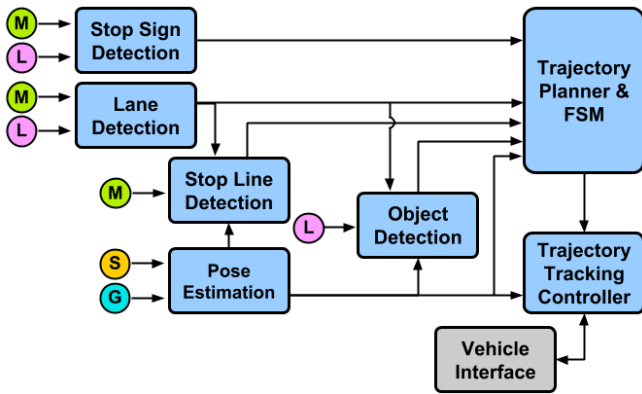 M
L
Stop Sign
Detection
M
L
Lane
Detection
M
Stop Line
Detection
S
G
Pose
Estimation
L
Object
Detection
Trajectory
Planner &
FSM
Trajectory
Tracking
Controller
Vehicle
Interface